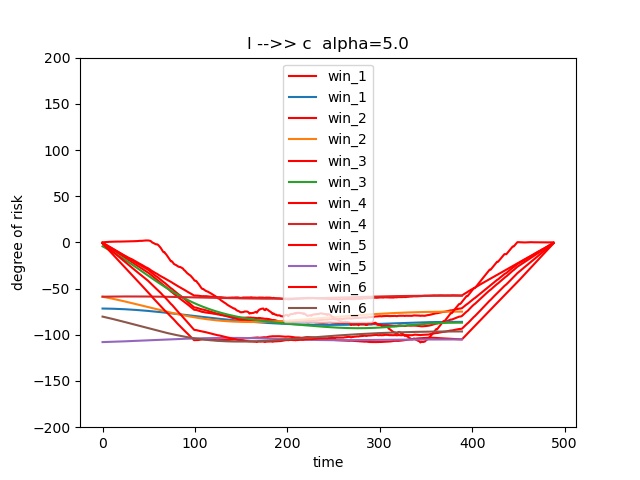 I -->> c  alpha=5.0
degree of risk
200
150
100
50
0
−50
−100
−150
−200
win_1
win_1
win_2
win_2
win_3
win_3
win_4
win_4
win_5
win_5
win_6
win_6
0 100 200 300 400 500
time